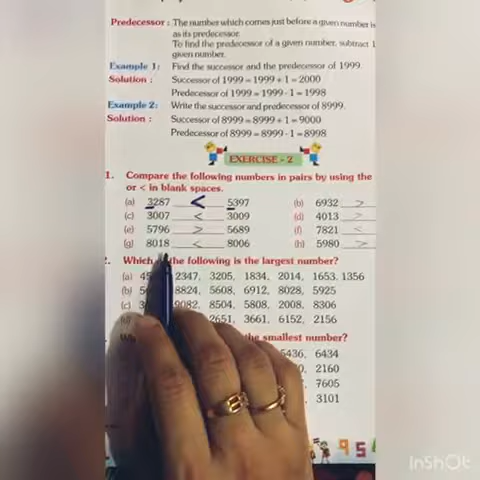 Predecessor : The number which comes just before a given number is
as its predecessor.
To find the predecessor of a given number, subtract 1
given number.
Example 1: Find the successor and the predecessor of 1999.
Solution : Successor of 1999 = 1999 + 1 = 2000
Predecessor of 1999 = 1999 - 1 = 1998
Example 2: Write the successor and predecessor of 8999.
Solution : Successor of 8999 = 8999 + 1 = 9000
Predecessor of 8999 = 8999 - 1 = 8998
EXERCISE - 2
1. Compare the following numbers in pairs by using the
or < in blank spaces.
(a) 3287 < 5397 (b) 6932 >
(c) 3007 < 3009 (d) 4013 >
(e) 5796 > 5689 (f) 7821 <
(g) 8018 < 8006 (h) 5980 >
Which the following is the largest number?
(a) 2347, 3205, 1834, 2014, 1653, 1356
(b) 8824, 5608, 6912, 8028, 5925
(c) 9082, 8504, 5808, 2008, 8306
2651, 3661, 6152, 2156
the smallest number?
5436, 6434
2160
7605
3101
9 5
InShOt